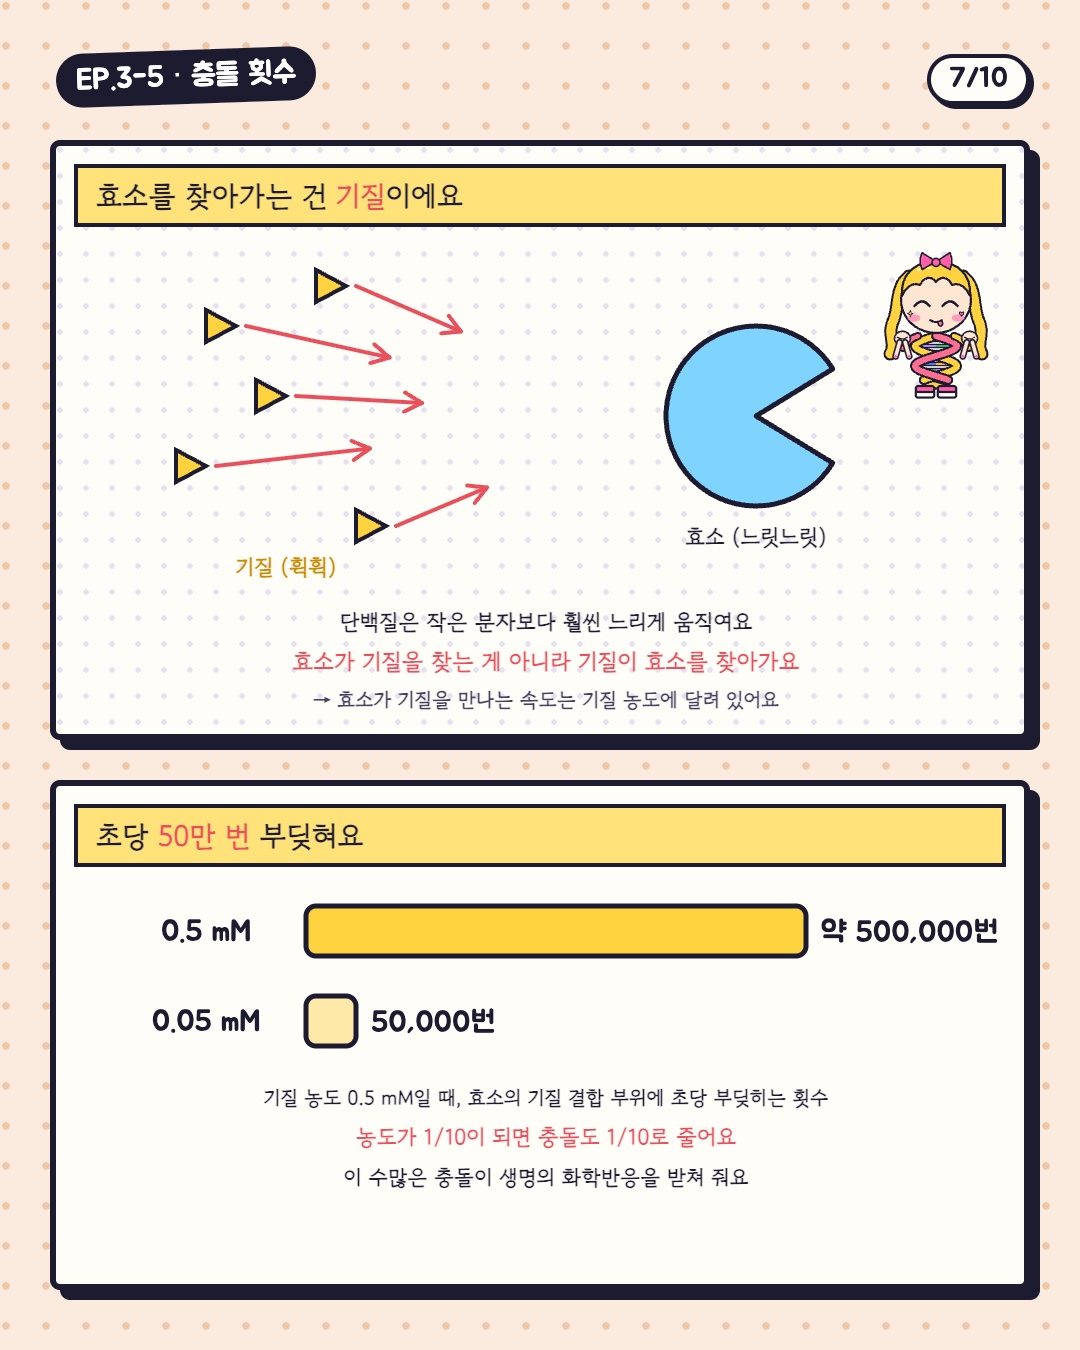 EP.3-5 · 충돌 횟수
7/10
효소를 찾아가는 건 기질이에요
효소 (느릿느릿)
기질 (휙휙)
단백질은 작은 분자보다 훨씬 느리게 움직여요
효소가 기질을 찾는 게 아니라 기질이 효소를 찾아가요
→ 효소가 기질을 만나는 속도는 기질 농도에 달려 있어요
초당 50만 번 부딪혀요
0.5 mM
약 500,000번
0.05 mM
50,000번
기질 농도 0.5 mM일 때, 효소의 기질 결합 부위에 초당 부딪히는 횟수
농도가 1/10이 되면 충돌도 1/10로 줄어요
이 수많은 충돌이 생명의 화학반응을 받쳐 줘요